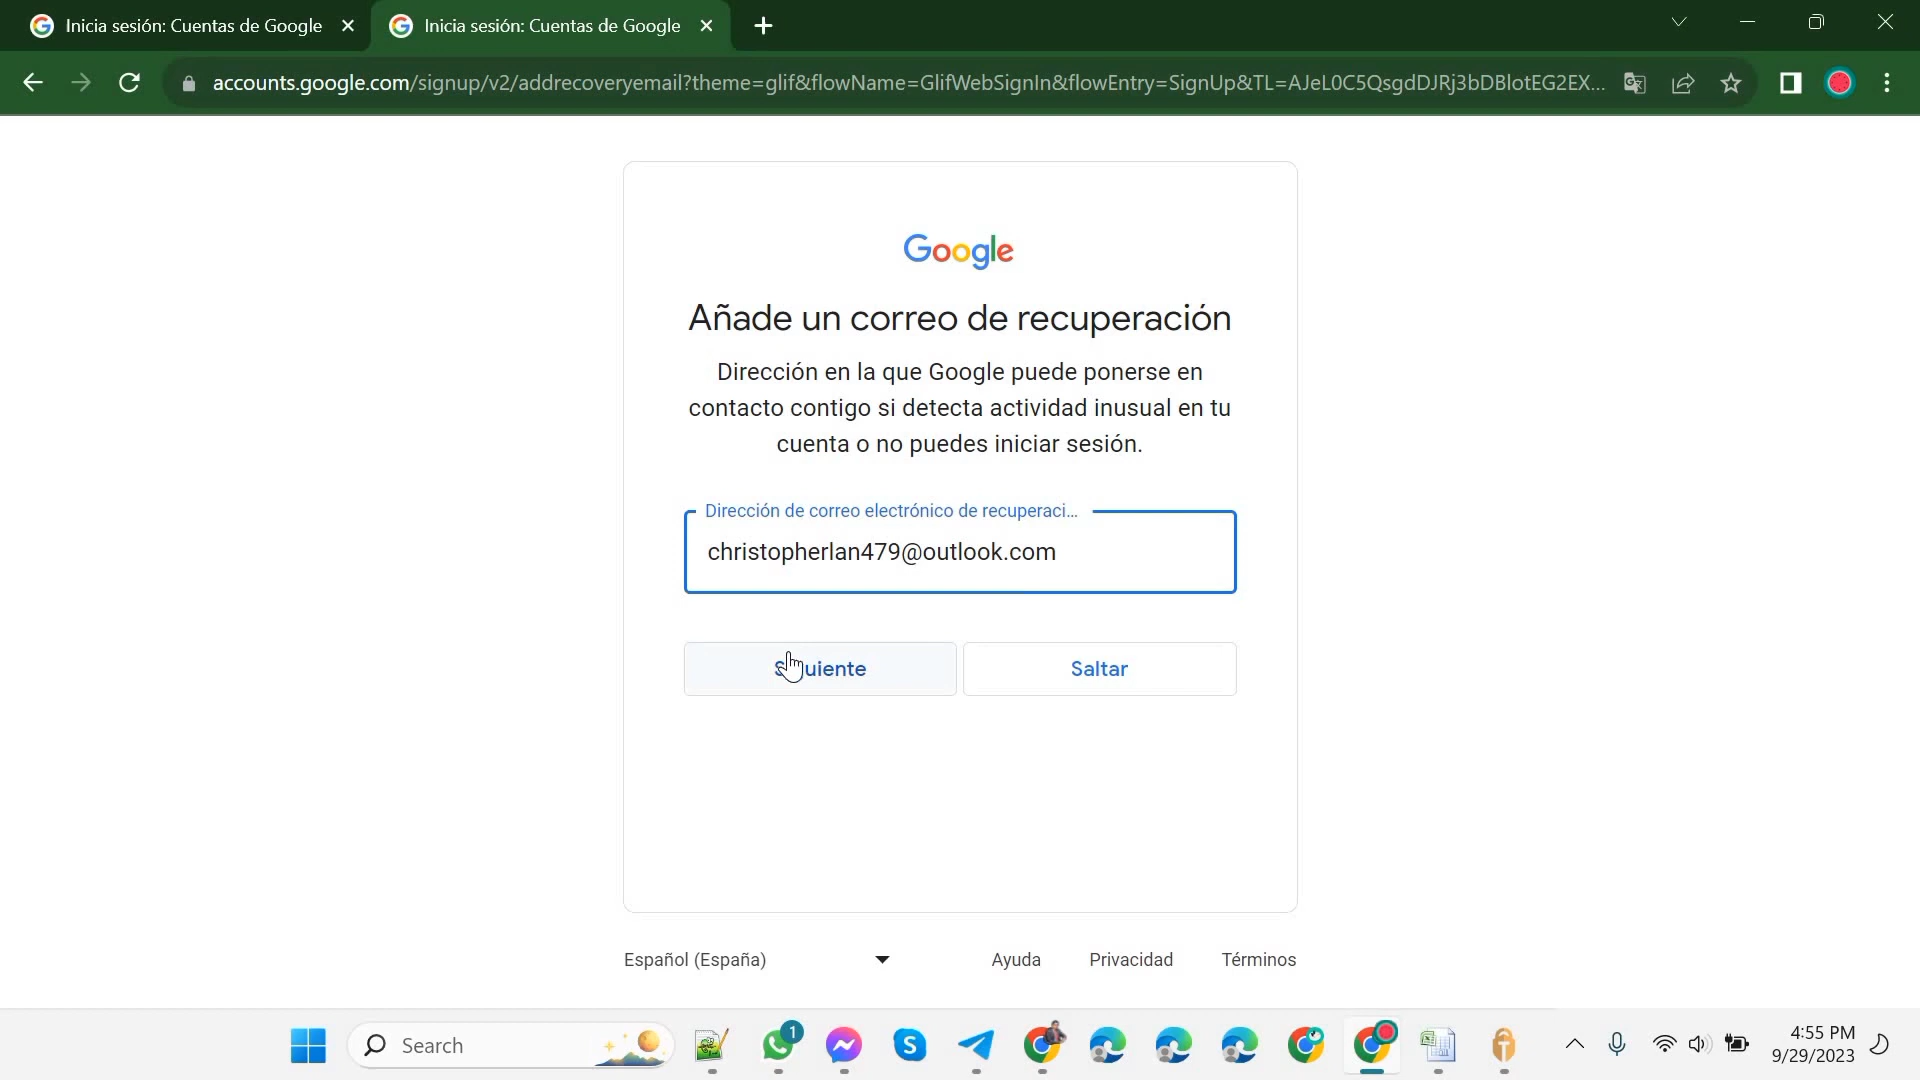 Inicia sesión: Cuentas de Google
Inicia sesión: Cuentas de Google
accounts.google.com/signup/v2/addrecoveryemail?theme=glif&flowName=GlifWebSignIn&flowEntry=SignUp&TL=AJeL0C5QsgdDJRj3bDBlotEG2EX...
Google
Añade un correo de recuperación
Dirección en la que Google puede ponerse en
contacto contigo si detecta actividad inusual en tu
cuenta o no puedes iniciar sesión.
Dirección de correo electrónico de recuperaci...
christopherlan479@outlook.com
Siguiente
Saltar
Español (España)
Ayuda
Privacidad
Términos
Search
1
4:55 PM
9/29/2023